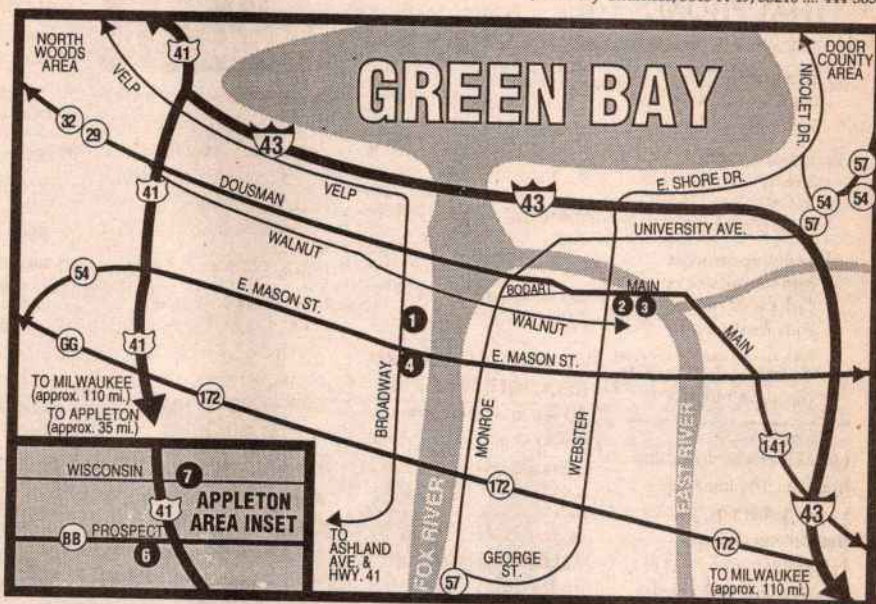 NORTH
WOODS
AREA
41
VELP
GREEN BAY
NICOLET DR.
DOOR
COUNTY
AREA
32
29
43
41
DOUSMAN
VELP
43
E. SHORE DR.
57
54
54
57
UNIVERSITY AVE.
WALNUT
54
E. MASON ST.
BODART
MAIN
2
3
1
WALNUT
MAIN
41
4
E. MASON ST.
GG
172
TO MILWAUKEE
(approx. 110 mi.)
TO APPLETON
(approx. 35 mi.)
BROADWAY
MONROE
WEBSTER
FOX RIVER
EAST RIVER
141
172
43
172
WISCONSIN
7
41
APPLETON
AREA INSET
BB
PROSPECT
6
TO
ASHLAND
AVE. &
HWY. 41
GEORGE
ST.
57
TO MILWAUKEE
(approx. 110 mi.)